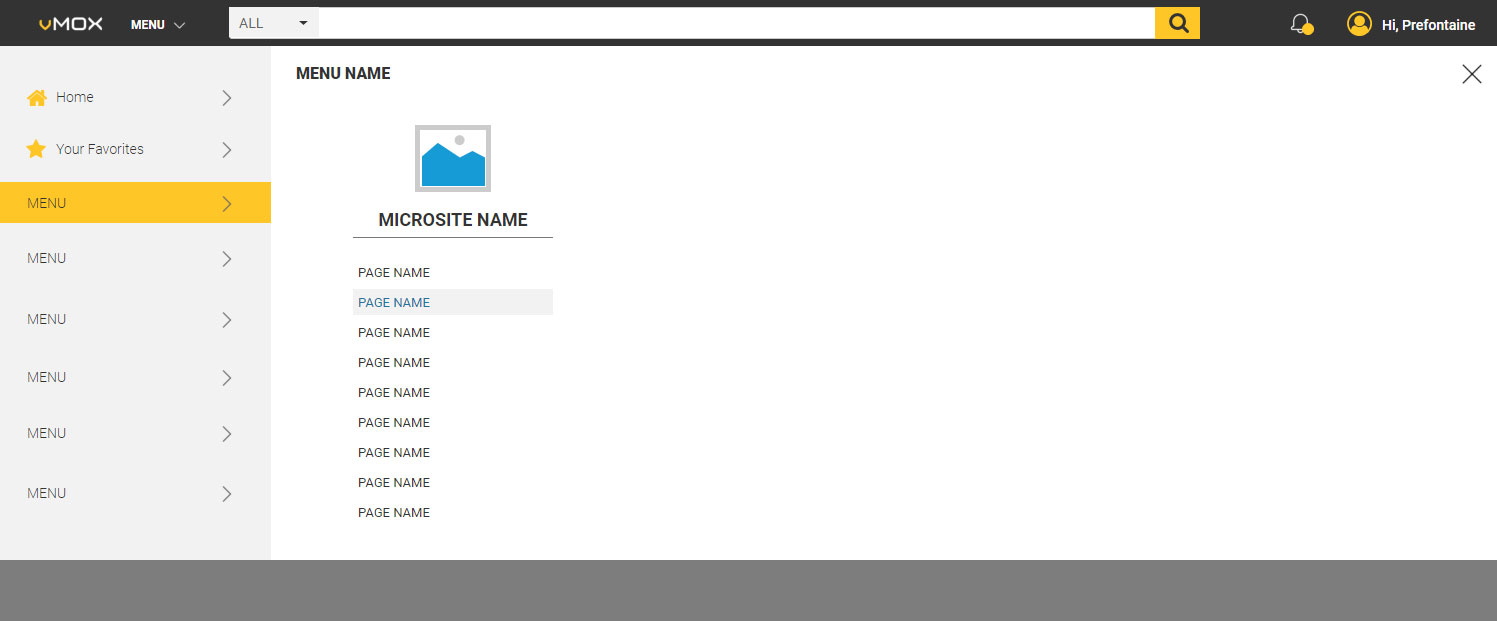 vMOX MENU ALL Hi, Prefontaine
Home
Your Favorites
MENU
MENU
MENU
MENU
MENU
MENU
MENU NAME
MICROSITE NAME
PAGE NAME
PAGE NAME
PAGE NAME
PAGE NAME
PAGE NAME
PAGE NAME
PAGE NAME
PAGE NAME
PAGE NAME